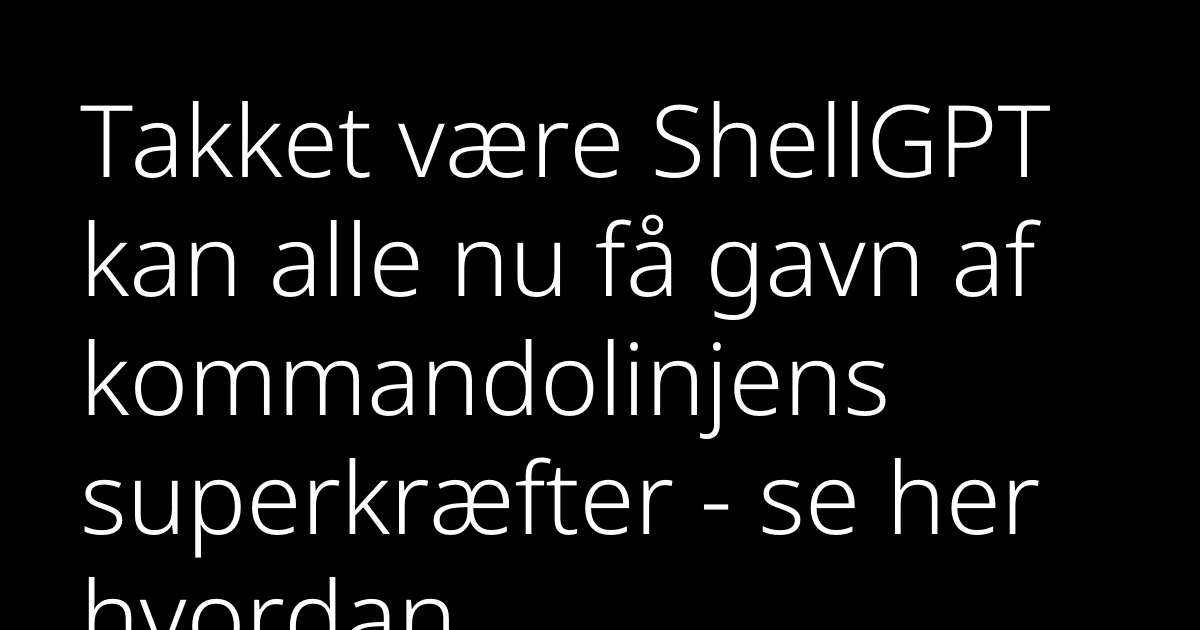 Takket være ShellGPT
kan alle nu få gavn af
kommandolinjens
superkræfter - se her
hvordan